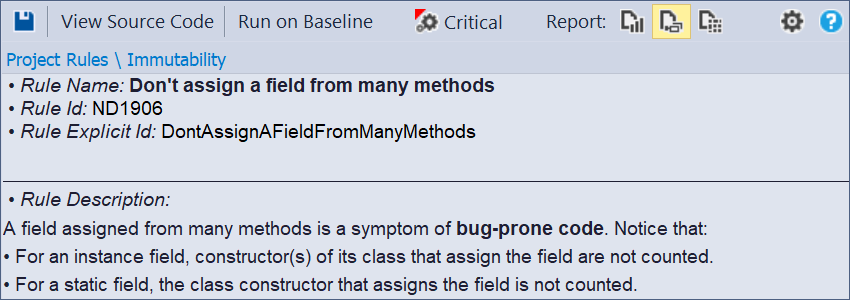 View Source Code Run on Baseline Critical Report:
Project Rules \ Immutability
• Rule Name: Don't assign a field from many methods
• Rule Id: ND1906
• Rule Explicit Id: DontAssignAFieldFromManyMethods
• Rule Description:
A field assigned from many methods is a symptom of bug-prone code. Notice that:
• For an instance field, constructor(s) of its class that assign the field are not counted.
• For a static field, the class constructor that assigns the field is not counted.